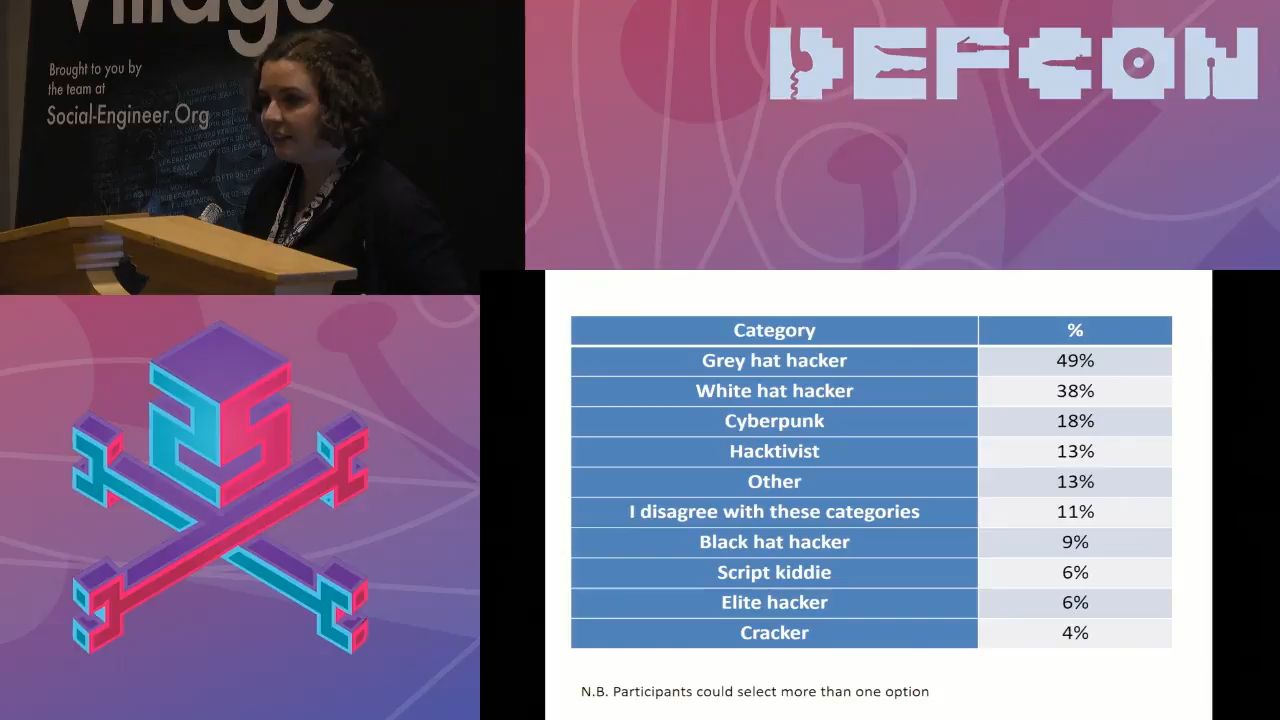 Village
Brought to you by
the team at
Social-Engineer.Org
DEFCON
Category %
Grey hat hacker 49%
White hat hacker 38%
Cyberpunk 18%
Hacktivist 13%
Other 13%
I disagree with these categories 11%
Black hat hacker 9%
Script kiddie 6%
Elite hacker 6%
Cracker 4%
N.B. Participants could select more than one option